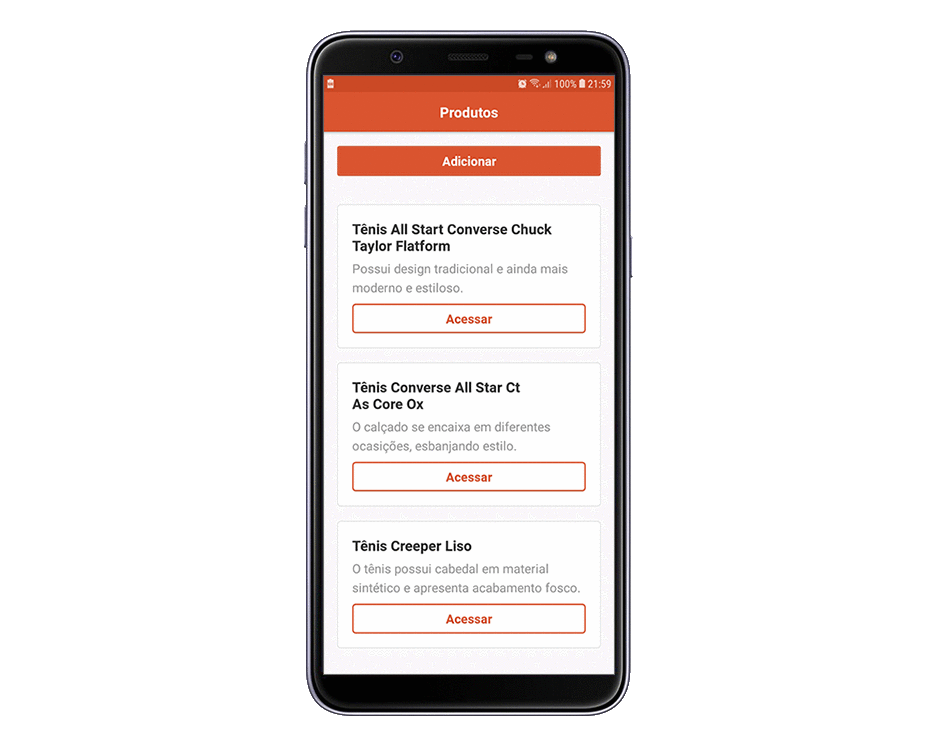 100% 21:59
Produtos
Adicionar
Tênis All Start Converse Chuck
Taylor Flatform
Possui design tradicional e ainda mais
moderno e estiloso.
Acessar
Tênis Converse All Star Ct
As Core Ox
O calçado se encaixa em diferentes
ocasições, esbanjando estilo.
Acessar
Tênis Creeper Liso
O tênis possui cabedal em material
sintético e apresenta acabamento fosco.
Acessar